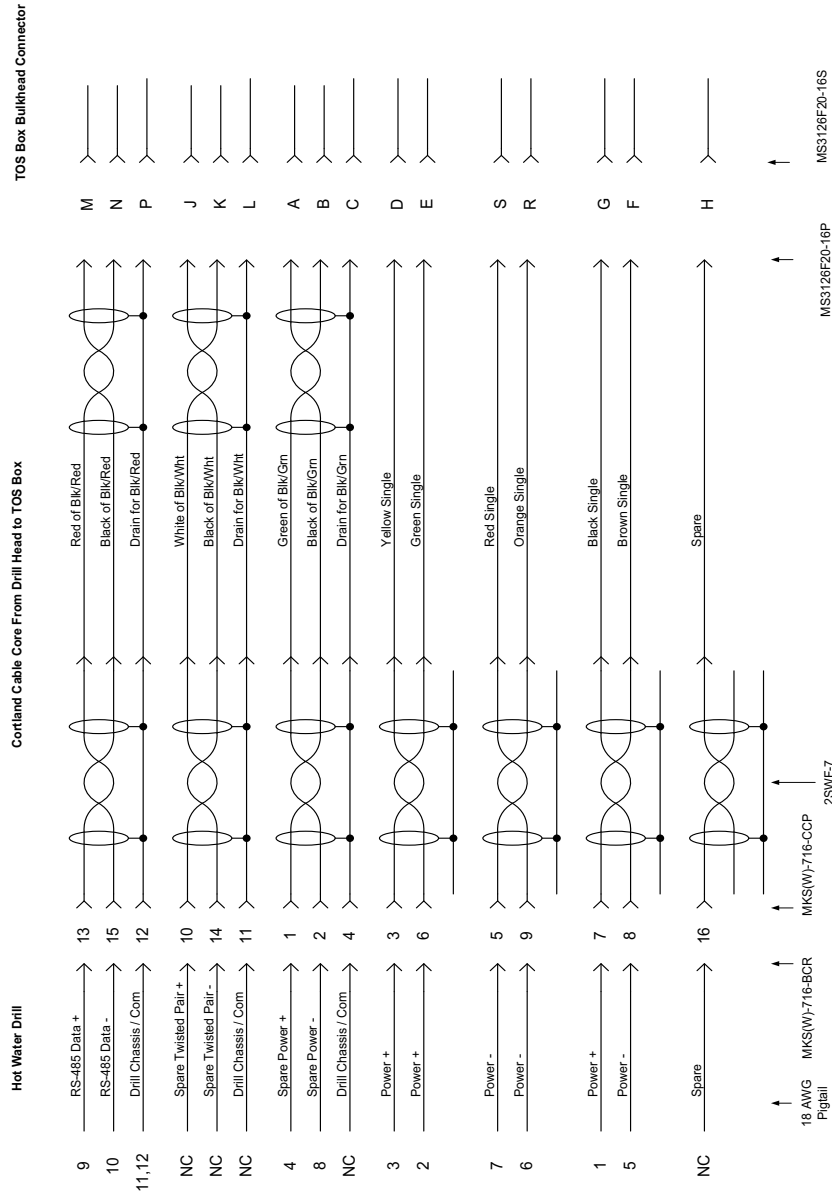 Hot Water Drill
Cortland Cable Core From Drill Head to TOS Box
TOS Box Bulkhead Connector
9 RS-485 Data + 13 Red of Blk/Red M
10 RS-485 Data - 15 Black of Blk/Red N
11,12 Drill Chassis / Com 12 Drain for Blk/Red P
NC Spare Twisted Pair + 10 White of Blk/Wht J
NC Spare Twisted Pair - 14 Black of Blk/Wht K
NC Drill Chassis / Com 11 Drain for Blk/Wht L
4 Spare Power + 1 Green of Blk/Grn A
8 Spare Power - 2 Black of Blk/Grn B
NC Drill Chassis / Com 4 Drain for Blk/Grn C
3 Power + 3 Yellow Single D
2 Power + 6 Green Single E
7 Power - 5 Red Single S
6 Power - 9 Orange Single R
1 Power + 7 Black Single G
5 Power - 8 Brown Single F
NC Spare 16 Spare H
18 AWG
Pigtail
MKS(W)-716-BCR
MKS(W)-716-CCP
2SWF-7
MS3126F20-16P
MS3126F20-16S